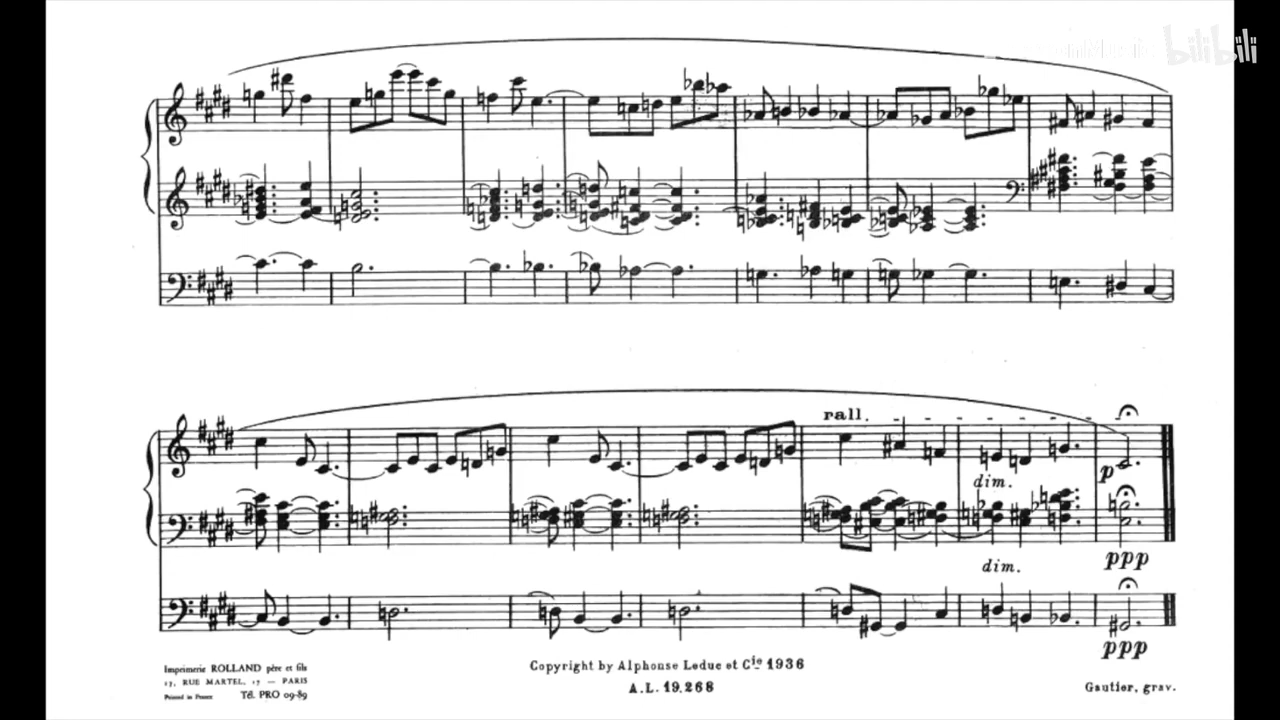 bilibili
rall.
dim.
p
dim.
ppp
ppp
Imprimerie ROLLAND père et fils
17, RUE MARTEL, 17 — PARIS
Printed in France Tél. PRO 09-89
Copyright by Alphonse Leduc et Cie 1936
A.L. 19.268
Gautier, grav.